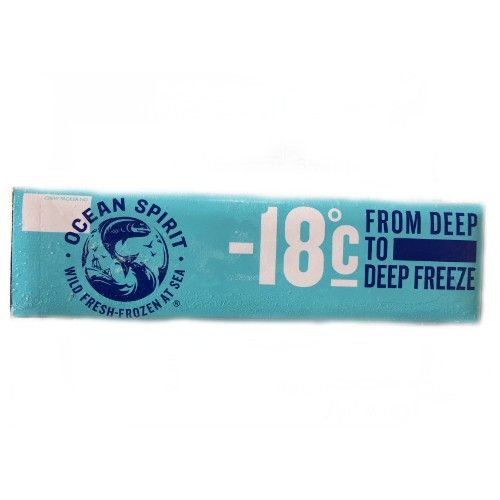 OCEAN SPIRIT
WILD, FRESH-FROZEN AT SEA
®
-18°C
FROM DEEP
TO
DEEP FREEZE